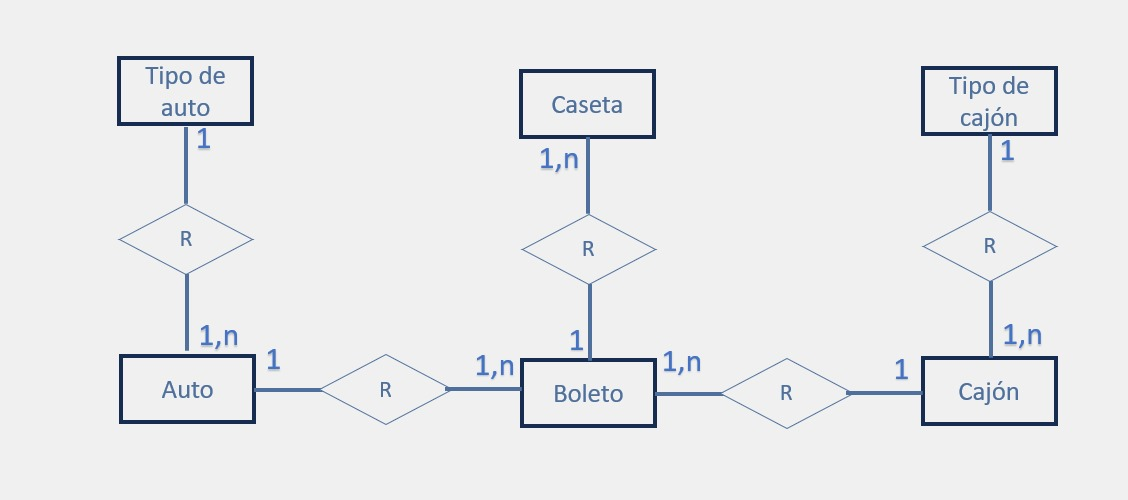 Tipo de
auto
Caseta
Tipo de
cajón
1
1,n
1
R
R
R
1,n
1
1,n
1
1,n
1,n
1
Auto
R
Boleto
R
Cajón